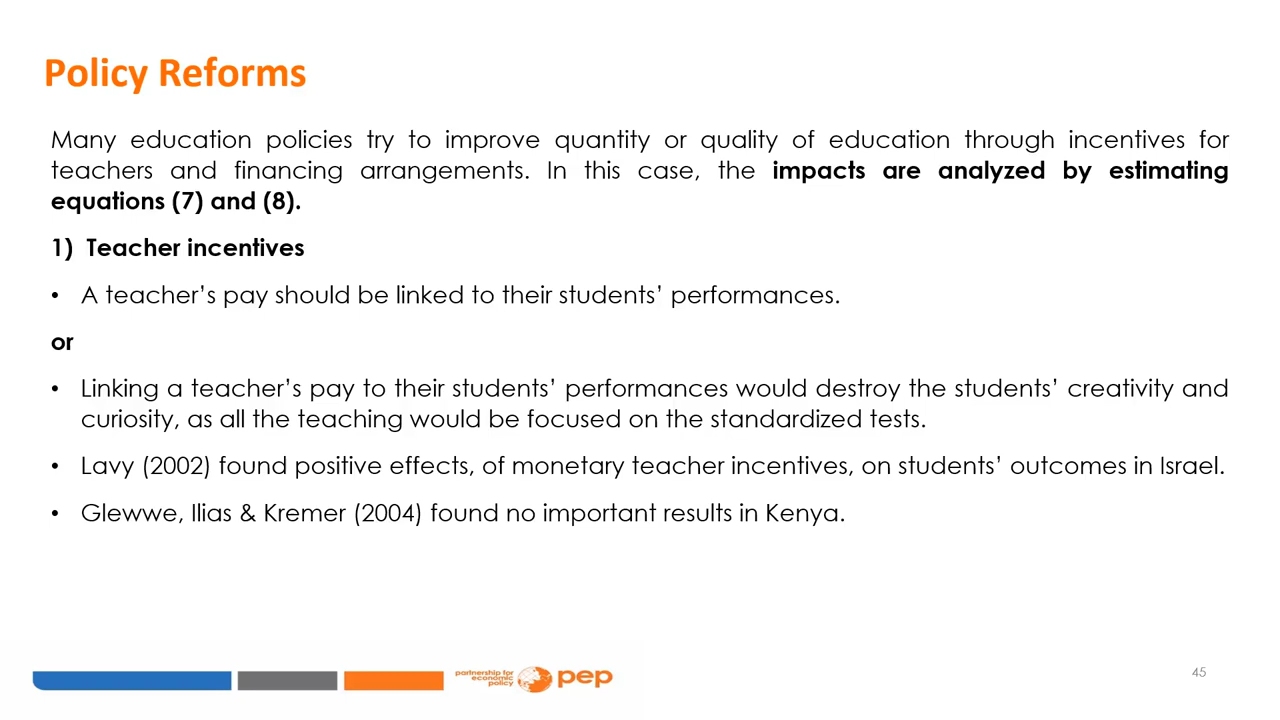 Policy Reforms
Many education policies try to improve quantity or quality of education through incentives for
teachers and financing arrangements. In this case, the impacts are analyzed by estimating
equations (7) and (8).
1) Teacher incentives
• A teacher’s pay should be linked to their students’ performances.
or
• Linking a teacher’s pay to their students’ performances would destroy the students’ creativity and
curiosity, as all the teaching would be focused on the standardized tests.
• Lavy (2002) found positive effects, of monetary teacher incentives, on students’ outcomes in Israel.
• Glewwe, Ilias & Kremer (2004) found no important results in Kenya.
partnership for
economic
policy
pep
45